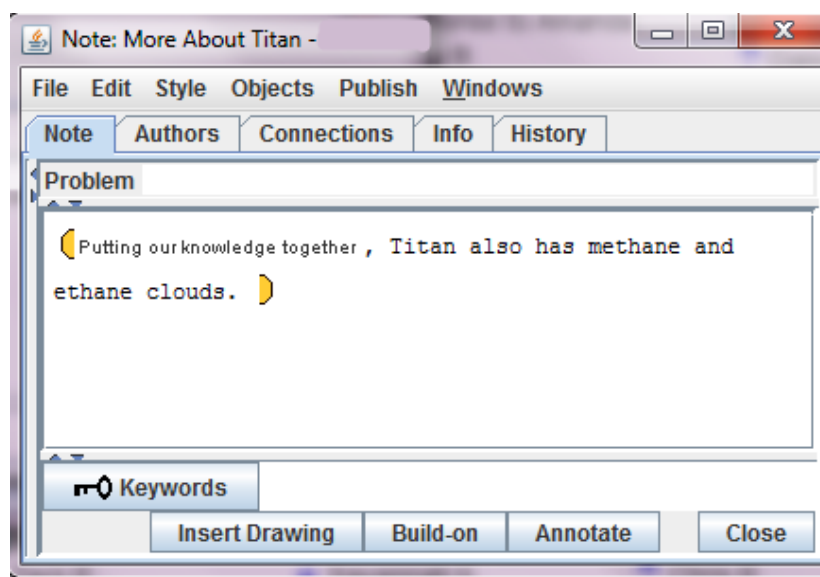 Note: More About Titan -
File Edit Style Objects Publish Windows
Note Authors Connections Info History
Problem
Putting our knowledge together , Titan also has methane and
ethane clouds.
Keywords
Insert Drawing Build-on Annotate Close